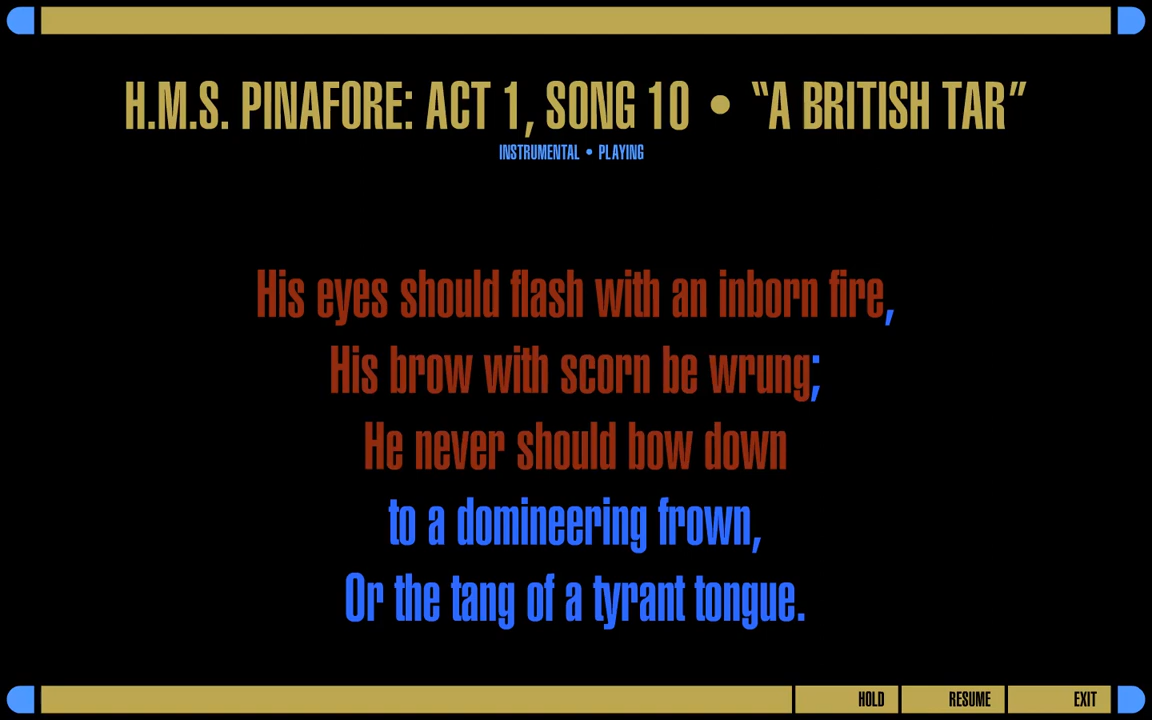 H.M.S. PINAFORE: ACT 1, SONG 10 • “A BRITISH TAR”
INSTRUMENTAL • PLAYING
His eyes should flash with an inborn fire,
His brow with scorn be wrung;
He never should bow down
to a domineering frown,
Or the tang of a tyrant tongue.
HOLD RESUME EXIT